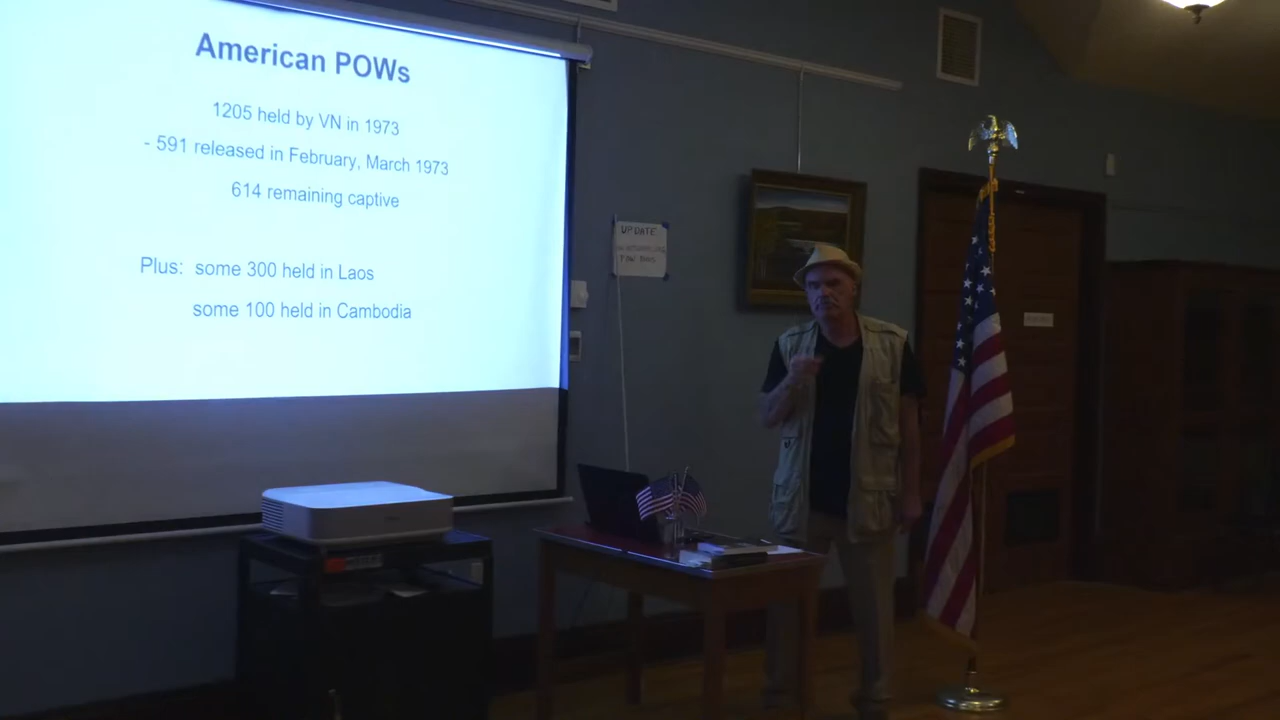 American POWs
1205 held by VN in 1973
- 591 released in February, March 1973
614 remaining captive
Plus: some 300 held in Laos
some 100 held in Cambodia
UPDATE
POW